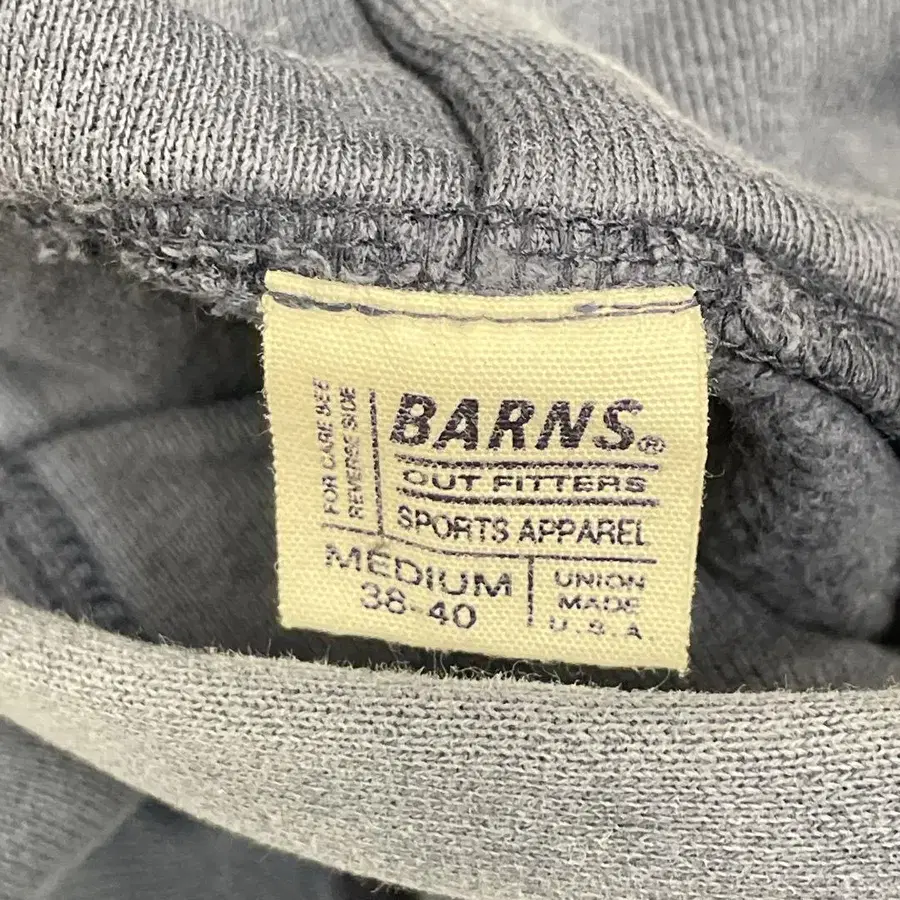 FOR CARE SEE
REVERSE SIDE
BARNS®
OUT FITTERS
SPORTS APPAREL
MEDIUM
38-40
UNION
MADE
U.S.A